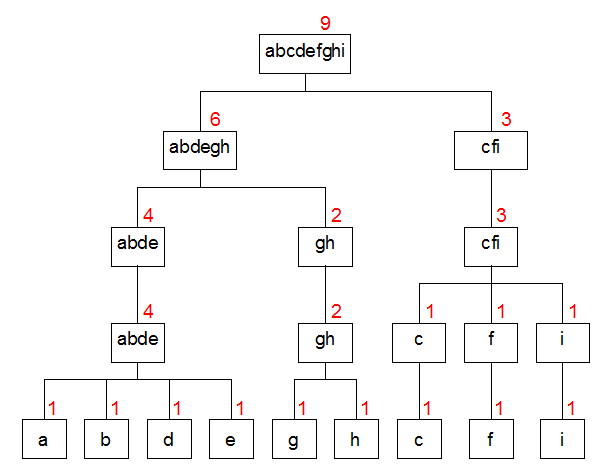 9
abcdefghi
6 3
abdegh cfi
4 2 3
abde gh cfi
4 2 1 1 1
abde gh c f i
1 1 1 1 1 1 1 1 1
a b d e g h c f i